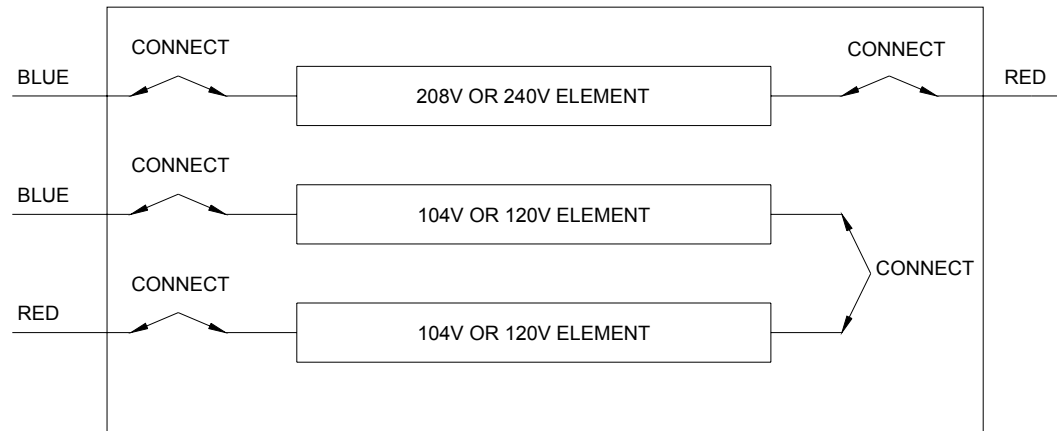 CONNECT
CONNECT
BLUE
RED
208V OR 240V ELEMENT
CONNECT
BLUE
104V OR 120V ELEMENT
CONNECT
CONNECT
RED
104V OR 120V ELEMENT